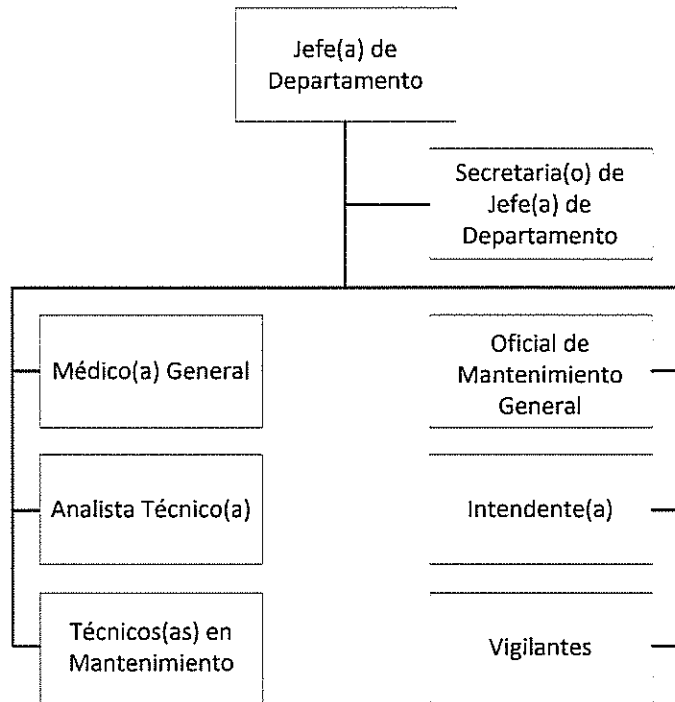 Jefe(a) de
Departamento
Secretaria(o) de
Jefe(a) de
Departamento
Médico(a) General
Oficial de
Mantenimiento
General
Analista Técnico(a)
Intendente(a)
Técnicos(as) en
Mantenimiento
Vigilantes